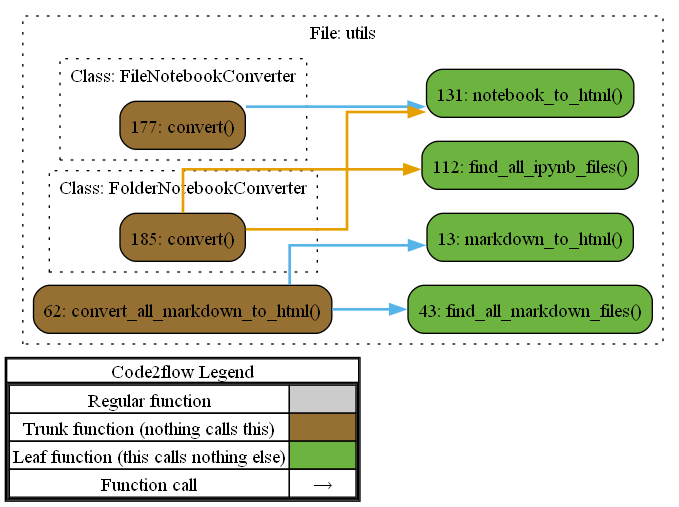 File: utils
Class: FileNotebookConverter
177: convert()
131: notebook_to_html()
112: find_all_ipynb_files()
Class: FolderNotebookConverter
185: convert()
13: markdown_to_html()
62: convert_all_markdown_to_html()
43: find_all_markdown_files()
Code2flow Legend
Regular function
Trunk function (nothing calls this)
Leaf function (this calls nothing else)
Function call →